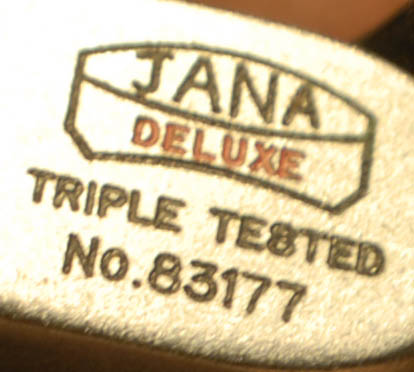 JANA
DELUXE
TRIPLE TESTED
No.83177